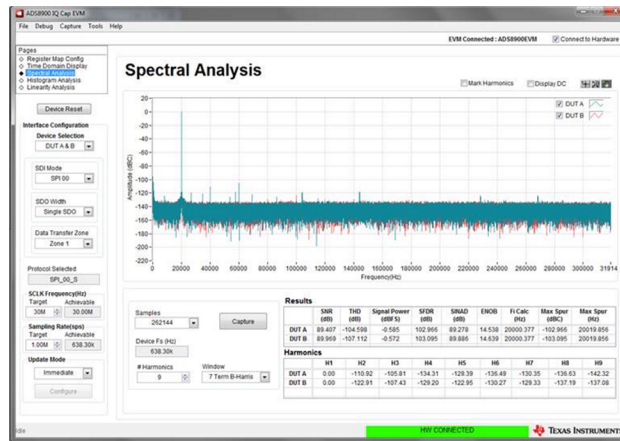 ADS8900 IQ Cap EVM
File Debug Capture Tools Help
EVM Connected : ADS8900EVM
Connect to Hardware
Pages
Register Map Config
Time Domain Display
Spectral Analysis
Histogram Analysis
Linearity Analysis
Device Reset
Interface Configuration
Device Selection
DUT A & B
SDI Mode
SPI 00
SDO Width
Single SDO
Data Transfer Zone
Zone 1
Protocol Selected
SPI_00_S
SCLK Frequency(Hz)
Target Achievable
30M 30.00M
Sampling Rate(sps)
Target Achievable
1.00M 638.30k
Update Mode
Immediate
Configure
Spectral Analysis
Mark Harmonics Display DC
DUT A
DUT B
Amplitude (dBC)
20
0
-20
-40
-60
-80
-100
-120
-140
-160
-180
-200
-220
0 20000 40000 60000 80000 100000 120000 140000 160000 180000 200000 220000 240000 260000 280000 300000 31914
Frequency(Hz)
Samples
262144
Capture
Device Fs (Hz)
638.30k
# Harmonics Window
9 7 Term B-Harris
Results
SNR (dB) THD (dB) Signal Power (dBFS) SFDR (dB) SINAD (dB) ENOB Fi Calc (Hz) Max Spur (dBC) Max Spur (Hz)
DUT A 89.407 -104.598 -0.585 102.966 89.278 14.538 20000.377 -102.966 20019.856
DUT B 89.969 -107.112 -0.572 103.095 89.886 14.639 20000.377 -103.095 20019.856
Harmonics
H1 H2 H3 H4 H5 H6 H7 H8 H9
DUT A 0.00 -110.92 -105.81 -134.31 -129.39 -136.49 -130.35 -136.63 -142.32
DUT B 0.00 -122.91 -107.43 -129.20 -122.95 -130.27 -129.33 -137.19 -137.08
Idle
HW CONNECTED
TEXAS INSTRUMENTS